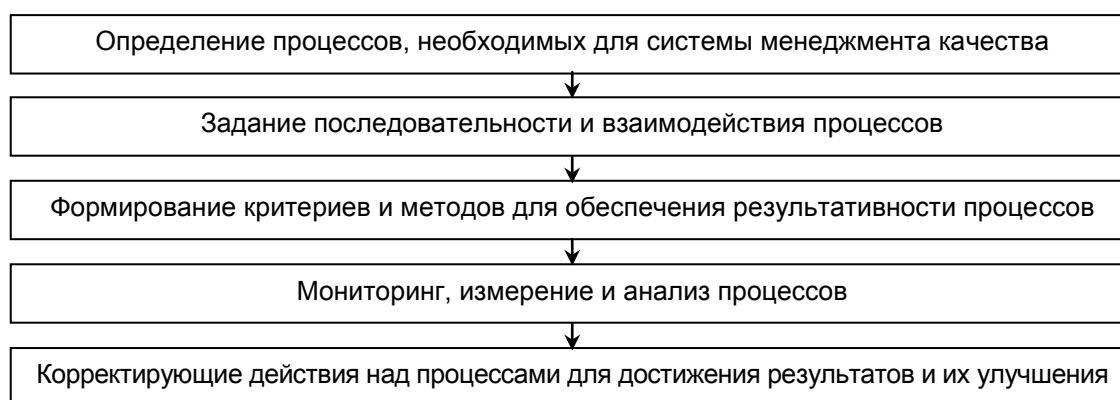 Определение процессов, необходимых для системы менеджмента качества
Задание последовательности и взаимодействия процессов
Формирование критериев и методов для обеспечения результативности процессов
Мониторинг, измерение и анализ процессов
Корректирующие действия над процессами для достижения результатов и их улучшения